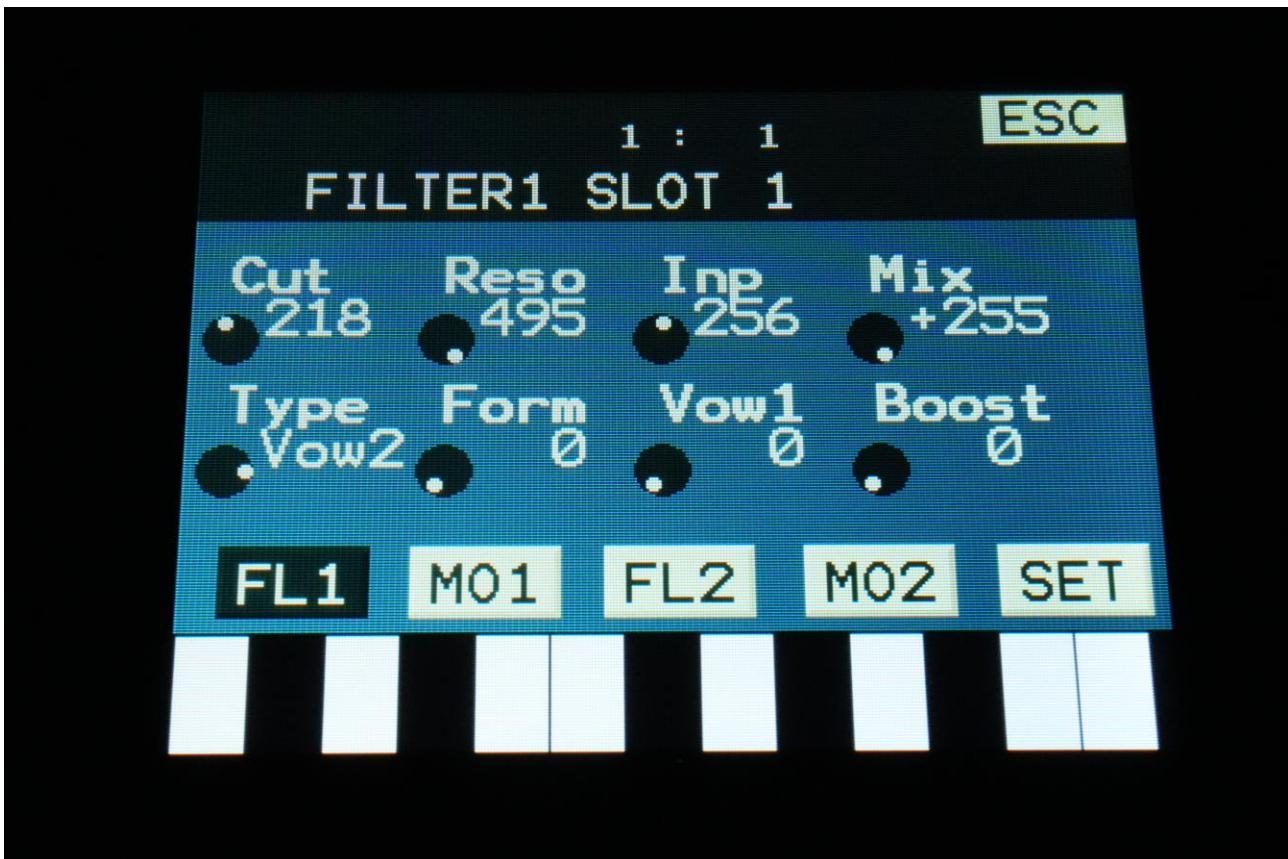 ESC
1 : 1
FILTER1 SLOT 1
Cut Reso Inp Mix
218 495 256 +255
Type Form Vow1 Boost
Vow2 0 0 0
FL1 MO1 FL2 MO2 SET